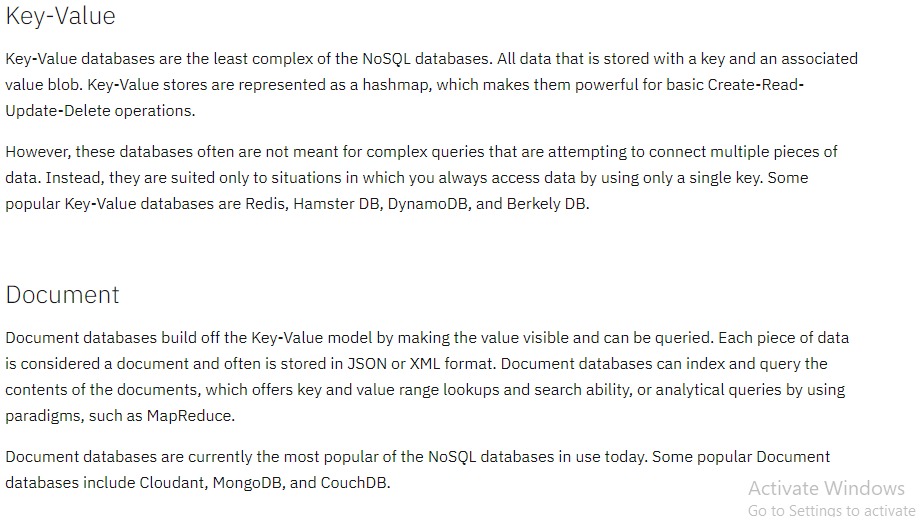 Key-Value
Key-Value databases are the least complex of the NoSQL databases. All data that is stored with a key and an associated
value blob. Key-Value stores are represented as a hashmap, which makes them powerful for basic Create-Read-
Update-Delete operations.
However, these databases often are not meant for complex queries that are attempting to connect multiple pieces of
data. Instead, they are suited only to situations in which you always access data by using only a single key. Some
popular Key-Value databases are Redis, Hamster DB, DynamoDB, and Berkely DB.
Document
Document databases build off the Key-Value model by making the value visible and can be queried. Each piece of data
is considered a document and often is stored in JSON or XML format. Document databases can index and query the
contents of the documents, which offers key and value range lookups and search ability, or analytical queries by using
paradigms, such as MapReduce.
Document databases are currently the most popular of the NoSQL databases in use today. Some popular Document
databases include Cloudant, MongoDB, and CouchDB.
Activate Windows
Go to Settings to activate